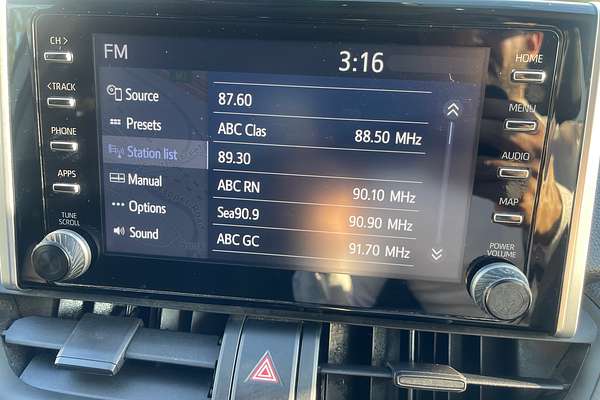 FM
3:16
CH >
< TRACK
PHONE
APPS
TUNE
SCROLL
Source
Presets
Station list
Manual
Options
Sound
87.60
ABC Clas 88.50 MHz
89.30
ABC RN 90.10 MHz
Sea90.9 90.90 MHz
ABC GC 91.70 MHz
HOME
MENU
AUDIO
MAP
POWER
VOLUME